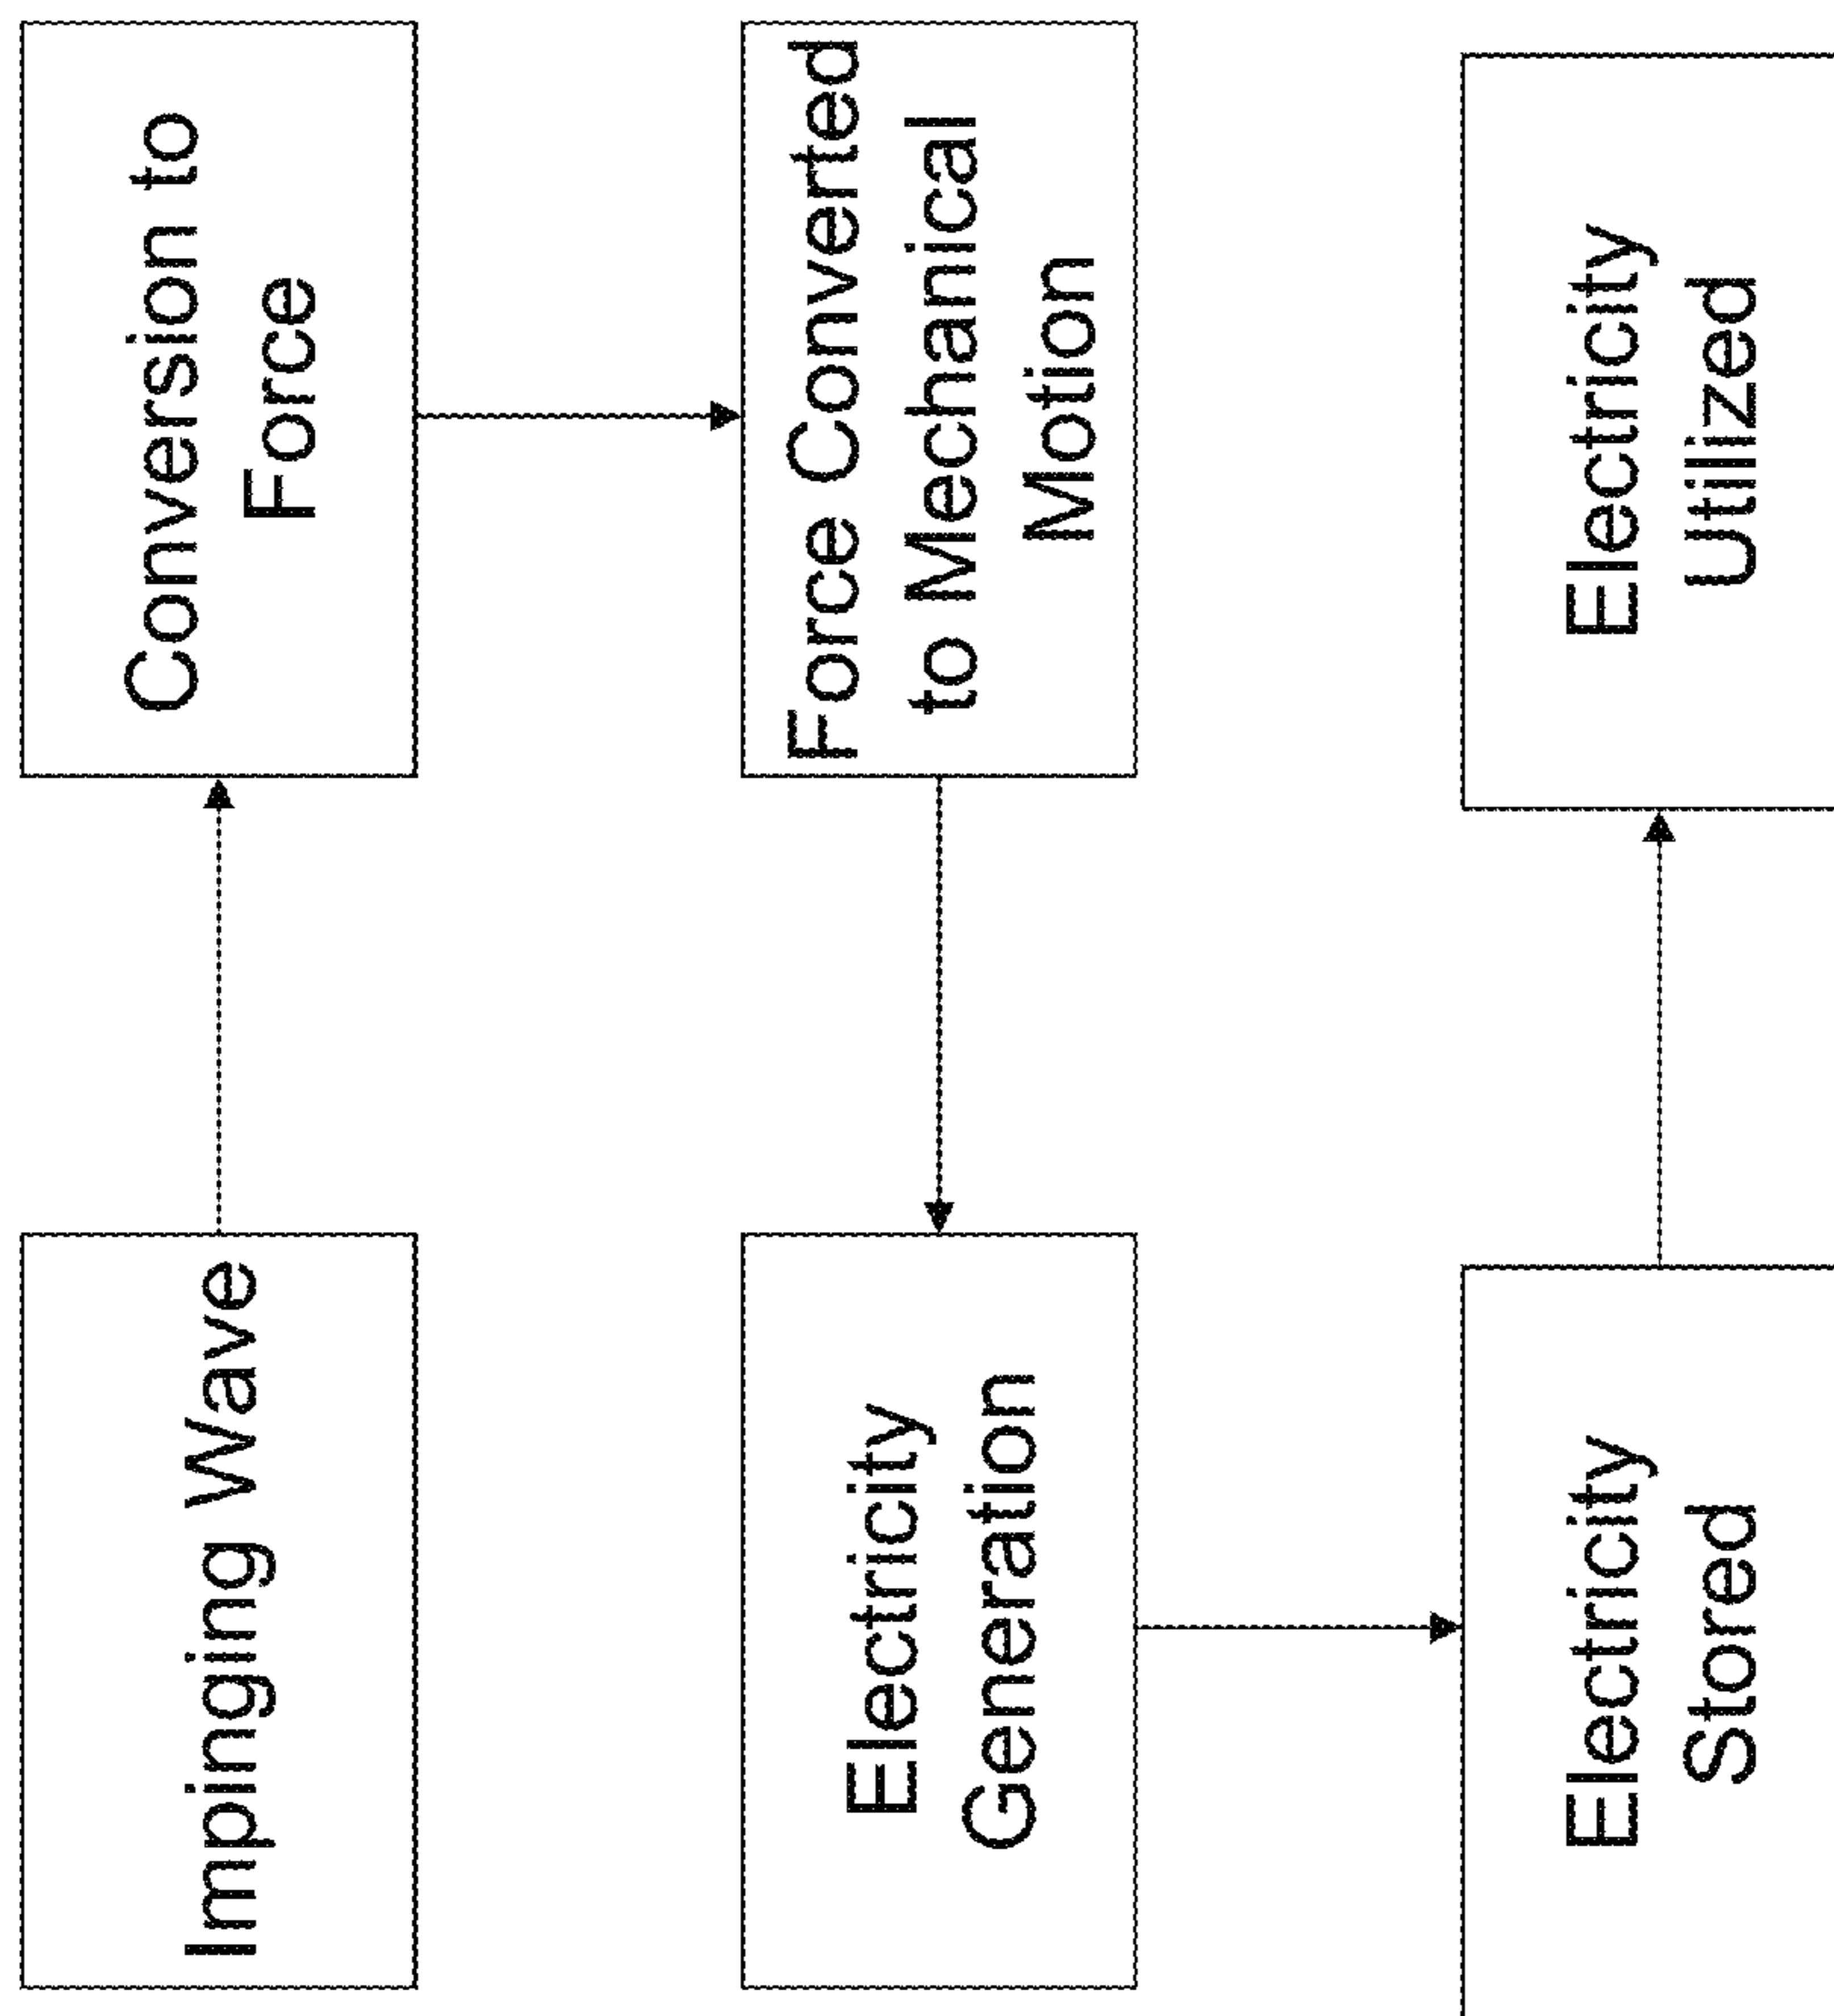 Impinging Wave
Conversion to
Force
Force Converted
to Mechanical
Motion
Electricity
Generation
Electricity
Stored
Electricity
Utilized